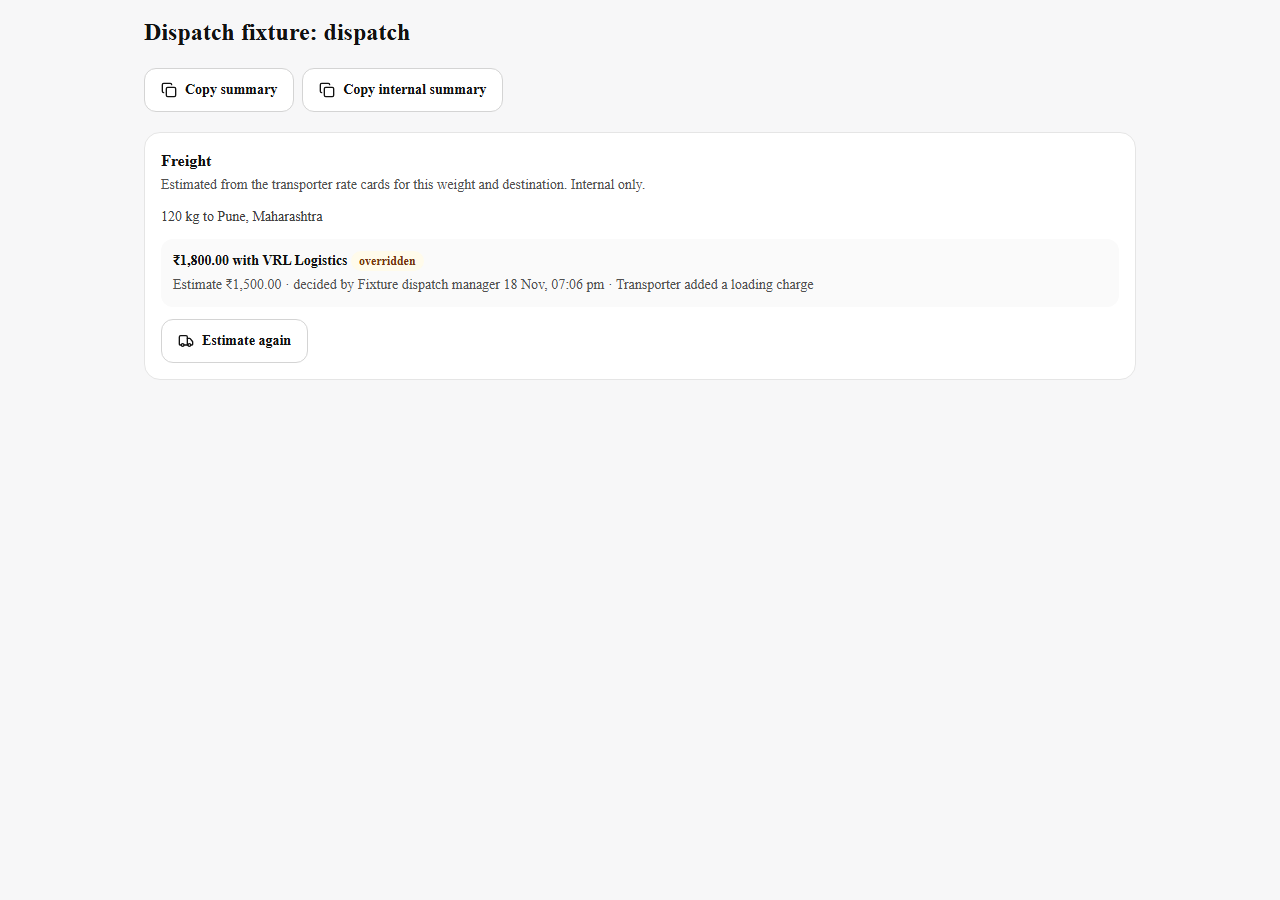 Dispatch fixture: dispatch
Copy summary
Copy internal summary
Freight
Estimated from the transporter rate cards for this weight and destination. Internal only.
120 kg to Pune, Maharashtra
₹1,800.00 with VRL Logistics overridden
Estimate ₹1,500.00 · decided by Fixture dispatch manager 18 Nov, 07:06 pm · Transporter added a loading charge
Estimate again